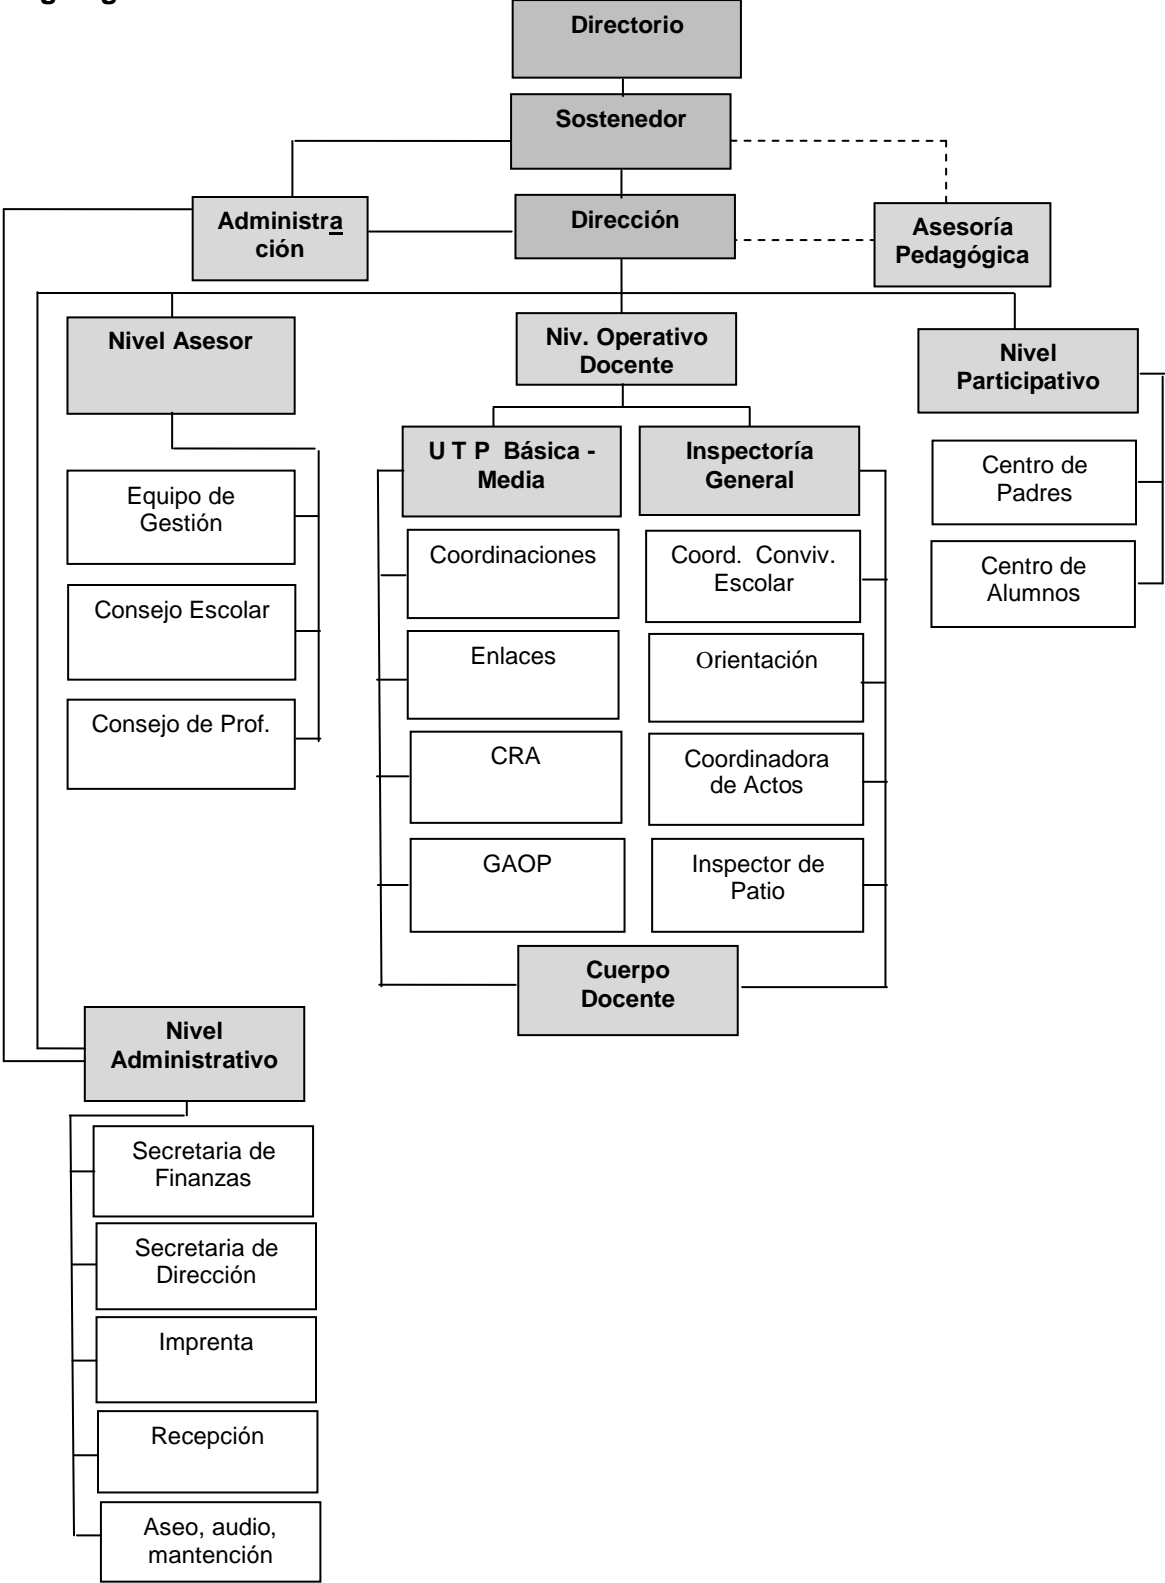 Directorio
Sostenedor
Administra
ción
Dirección
Asesoría
Pedagógica
Nivel Asesor
Niv. Operativo
Docente
Nivel
Participativo
U T P Básica -
Media
Inspectoría
General
Equipo de
Gestión
Consejo Escolar
Consejo de Prof.
Coordinaciones
Enlaces
CRA
GAOP
Coord. Conviv.
Escolar
Orientación
Coordinadora
de Actos
Inspector de
Patio
Centro de
Padres
Centro de
Alumnos
Cuerpo
Docente
Nivel
Administrativo
Secretaria de
Finanzas
Secretaria de
Dirección
Imprenta
Recepción
Aseo, audio,
mantención